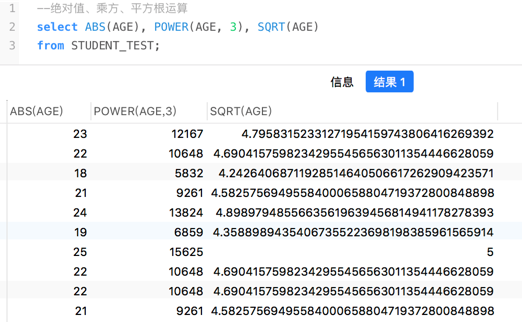 1 --绝对值、乘方、平方根运算
2 select ABS(AGE), POWER(AGE, 3), SQRT(AGE)
3 from STUDENT_TEST;
信息 结果 1
ABS(AGE) POWER(AGE,3) SQRT(AGE)
23 12167 4.79583152331271954159743806416269392
22 10648 4.69041575982342955456563011354446628059
18 5832 4.24264068711928514640506617262909423571
21 9261 4.58257569495584000658804719372800848898
24 13824 4.89897948556635619639456814941178278393
19 6859 4.35889894354067355223698198385961565914
25 15625 5
22 10648 4.69041575982342955456563011354446628059
22 10648 4.69041575982342955456563011354446628059
21 9261 4.58257569495584000658804719372800848898